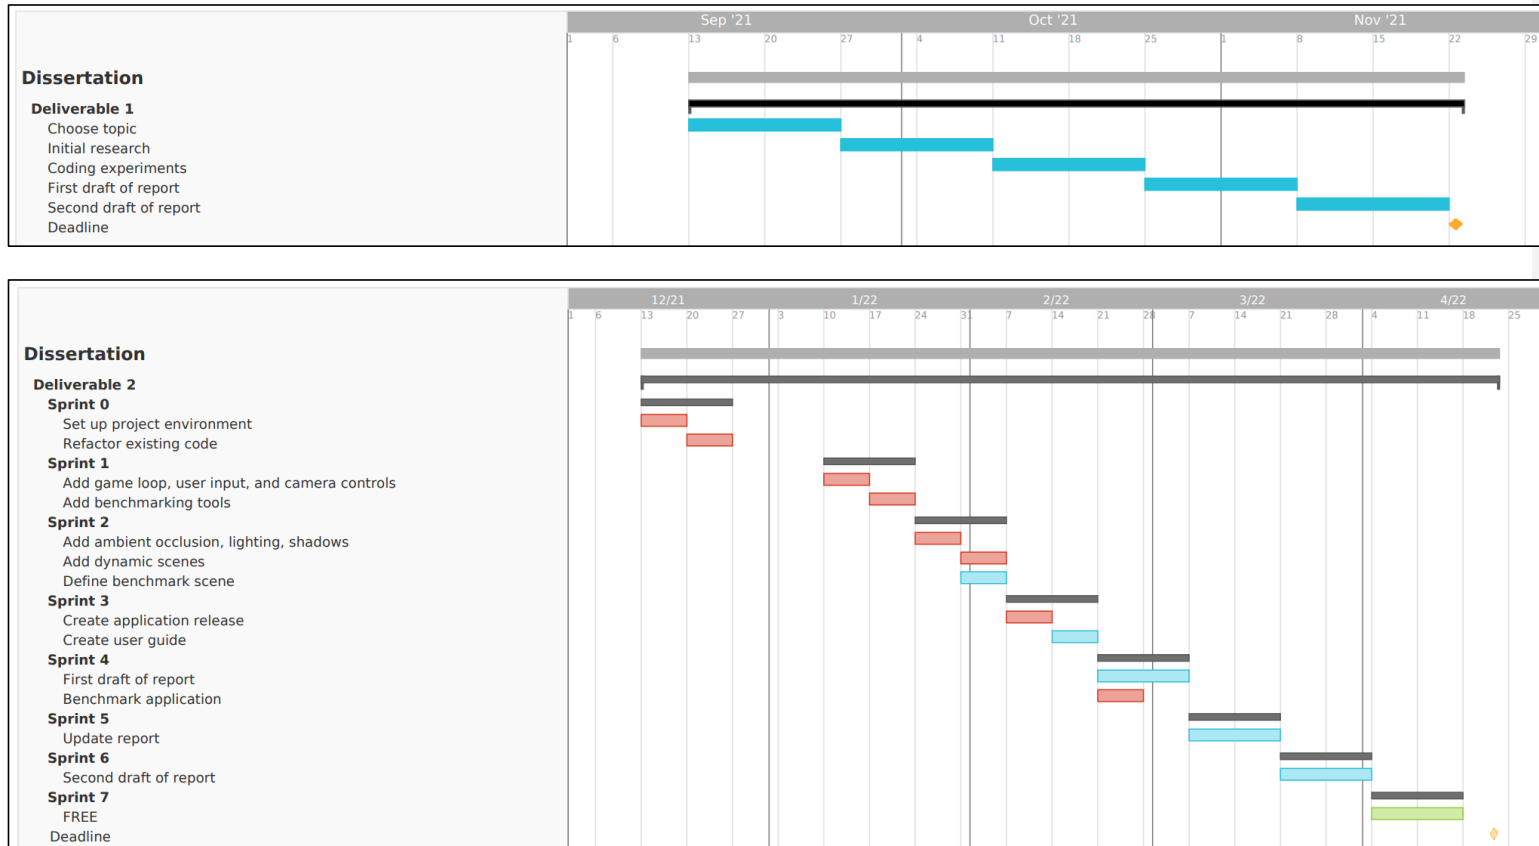 Sep '21 Oct '21 Nov '21
1 6 13 20 27 4 11 18 25 1 8 15 22 29
Dissertation
Deliverable 1
Choose topic
Initial research
Coding experiments
First draft of report
Second draft of report
Deadline
12/21 1/22 2/22 3/22 4/22
1 6 13 20 27 3 10 17 24 31 7 14 21 28 7 14 21 28 4 11 18 25
Dissertation
Deliverable 2
Sprint 0
Set up project environment
Refactor existing code
Sprint 1
Add game loop, user input, and camera controls
Add benchmarking tools
Sprint 2
Add ambient occlusion, lighting, shadows
Add dynamic scenes
Define benchmark scene
Sprint 3
Create application release
Create user guide
Sprint 4
First draft of report
Benchmark application
Sprint 5
Update report
Sprint 6
Second draft of report
Sprint 7
FREE
Deadline